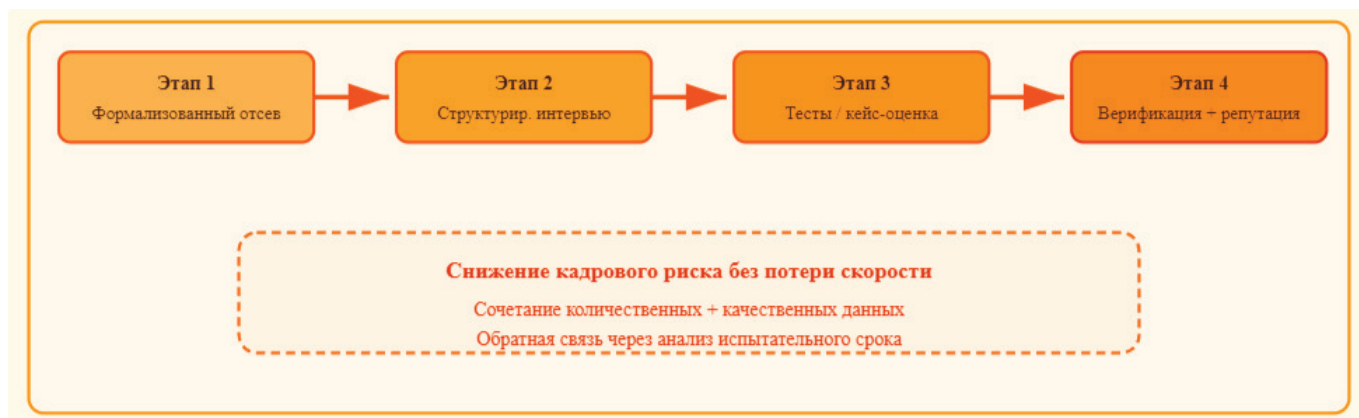 Этап 1
Формализованный отсев
Этап 2
Структурир. интервью
Этап 3
Тесты / кейс-оценка
Этап 4
Верификация + репутация
Снижение кадрового риска без потери скорости
Сочетание количественных + качественных данных
Обратная связь через анализ испытательного срока